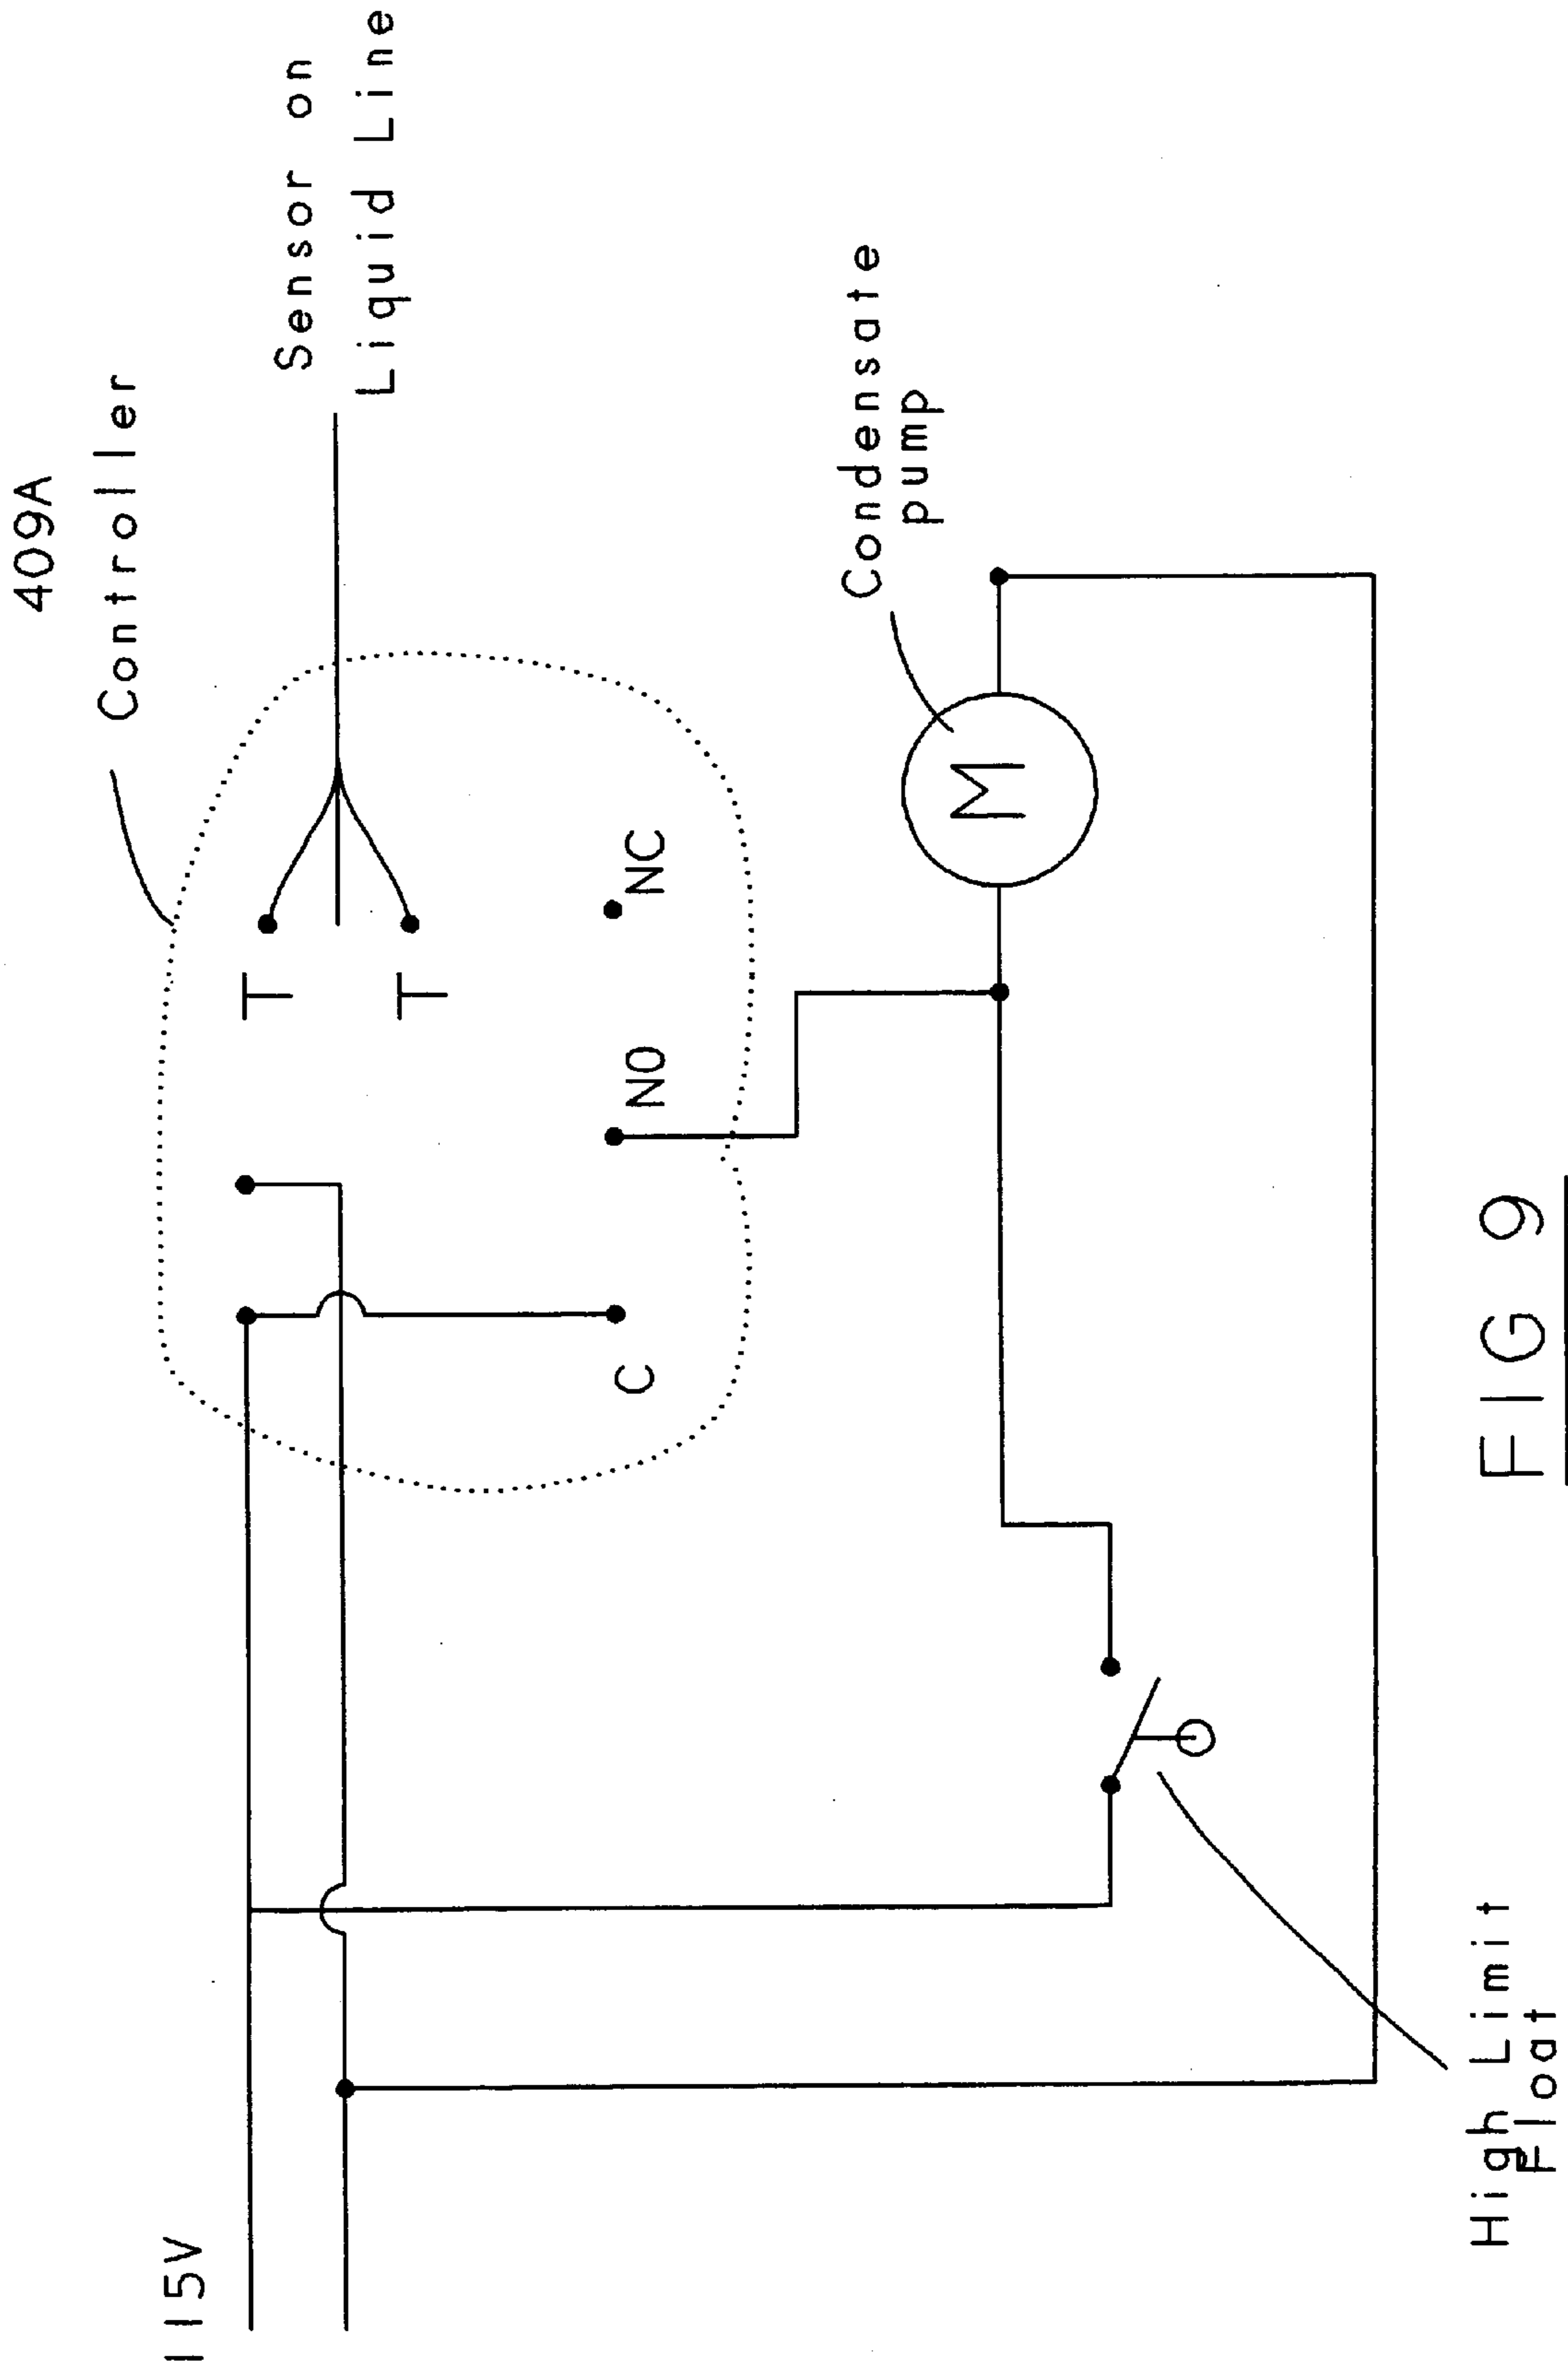 409A
Controller
Sensor on
Liquid Line
115V
T
T
C
NO
NC
Condensate
pump
M
High Limit
Float
FIG 9